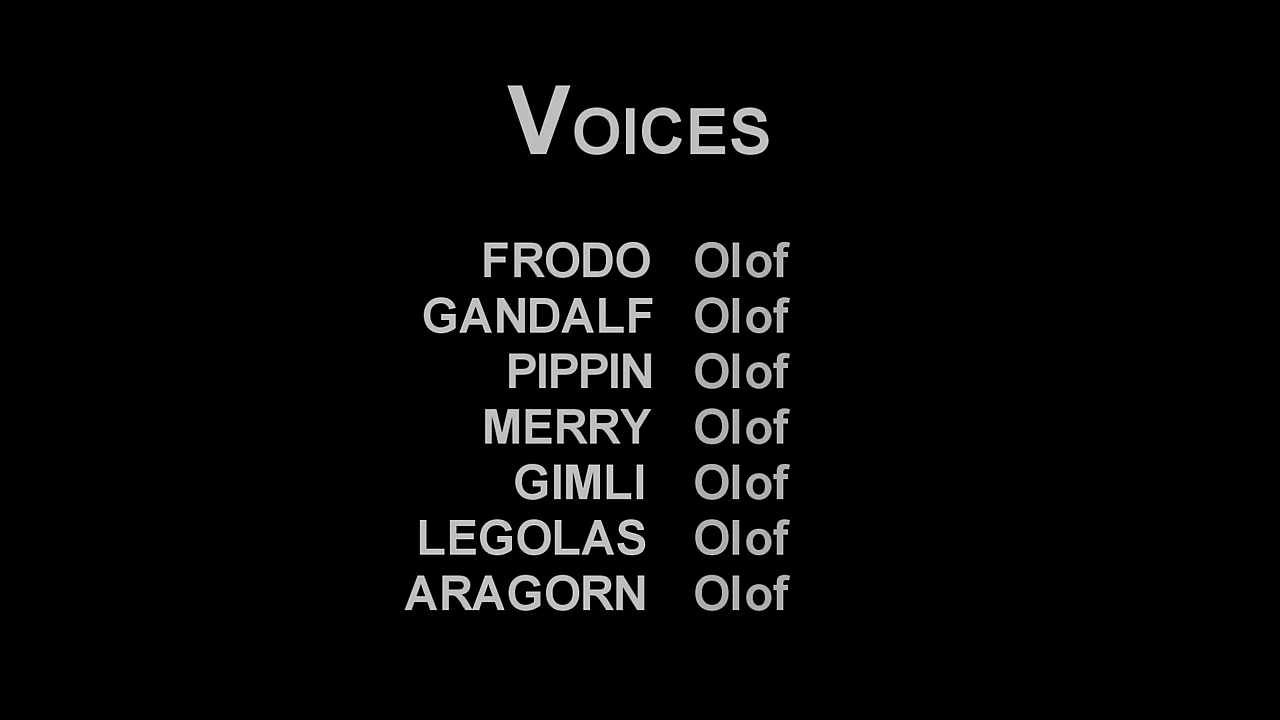 VOICES
FRODO Olof
GANDALF Olof
PIPPIN Olof
MERRY Olof
GIMLI Olof
LEGOLAS Olof
ARAGORN Olof